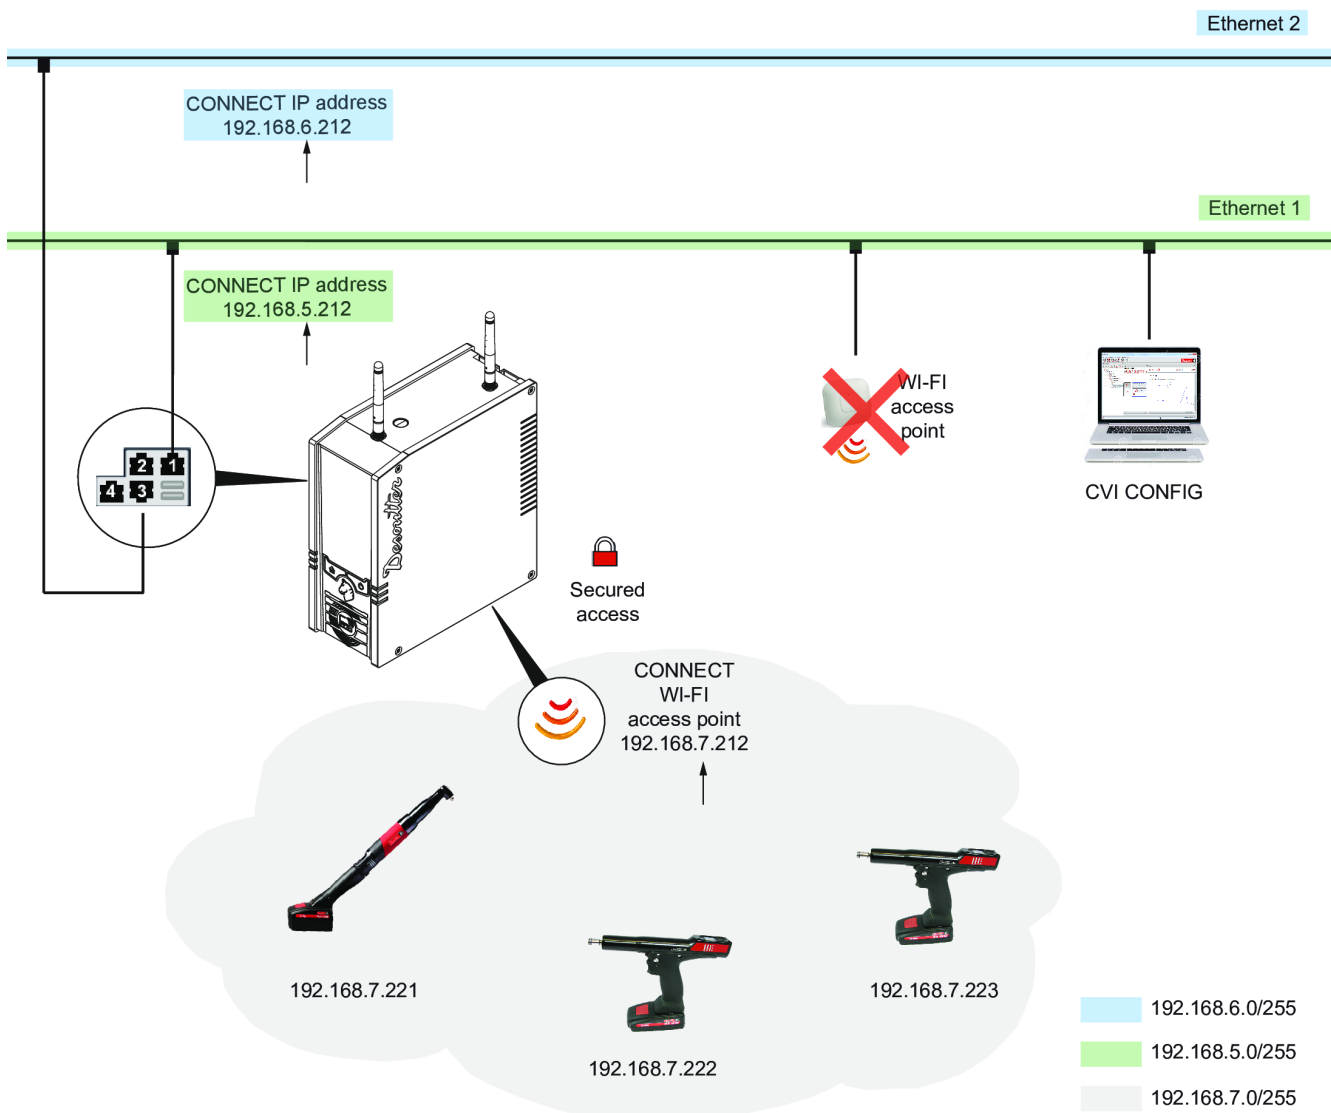 Ethernet 2
CONNECT IP address
192.168.6.212
Ethernet 1
CONNECT IP address
192.168.5.212
WI-FI
access
point
2 1
4 3
CVI CONFIG
Desoutter
Secured
access
CONNECT
WI-FI
access point
192.168.7.212
192.168.7.221
192.168.7.223
192.168.7.222
192.168.6.0/255
192.168.5.0/255
192.168.7.0/255